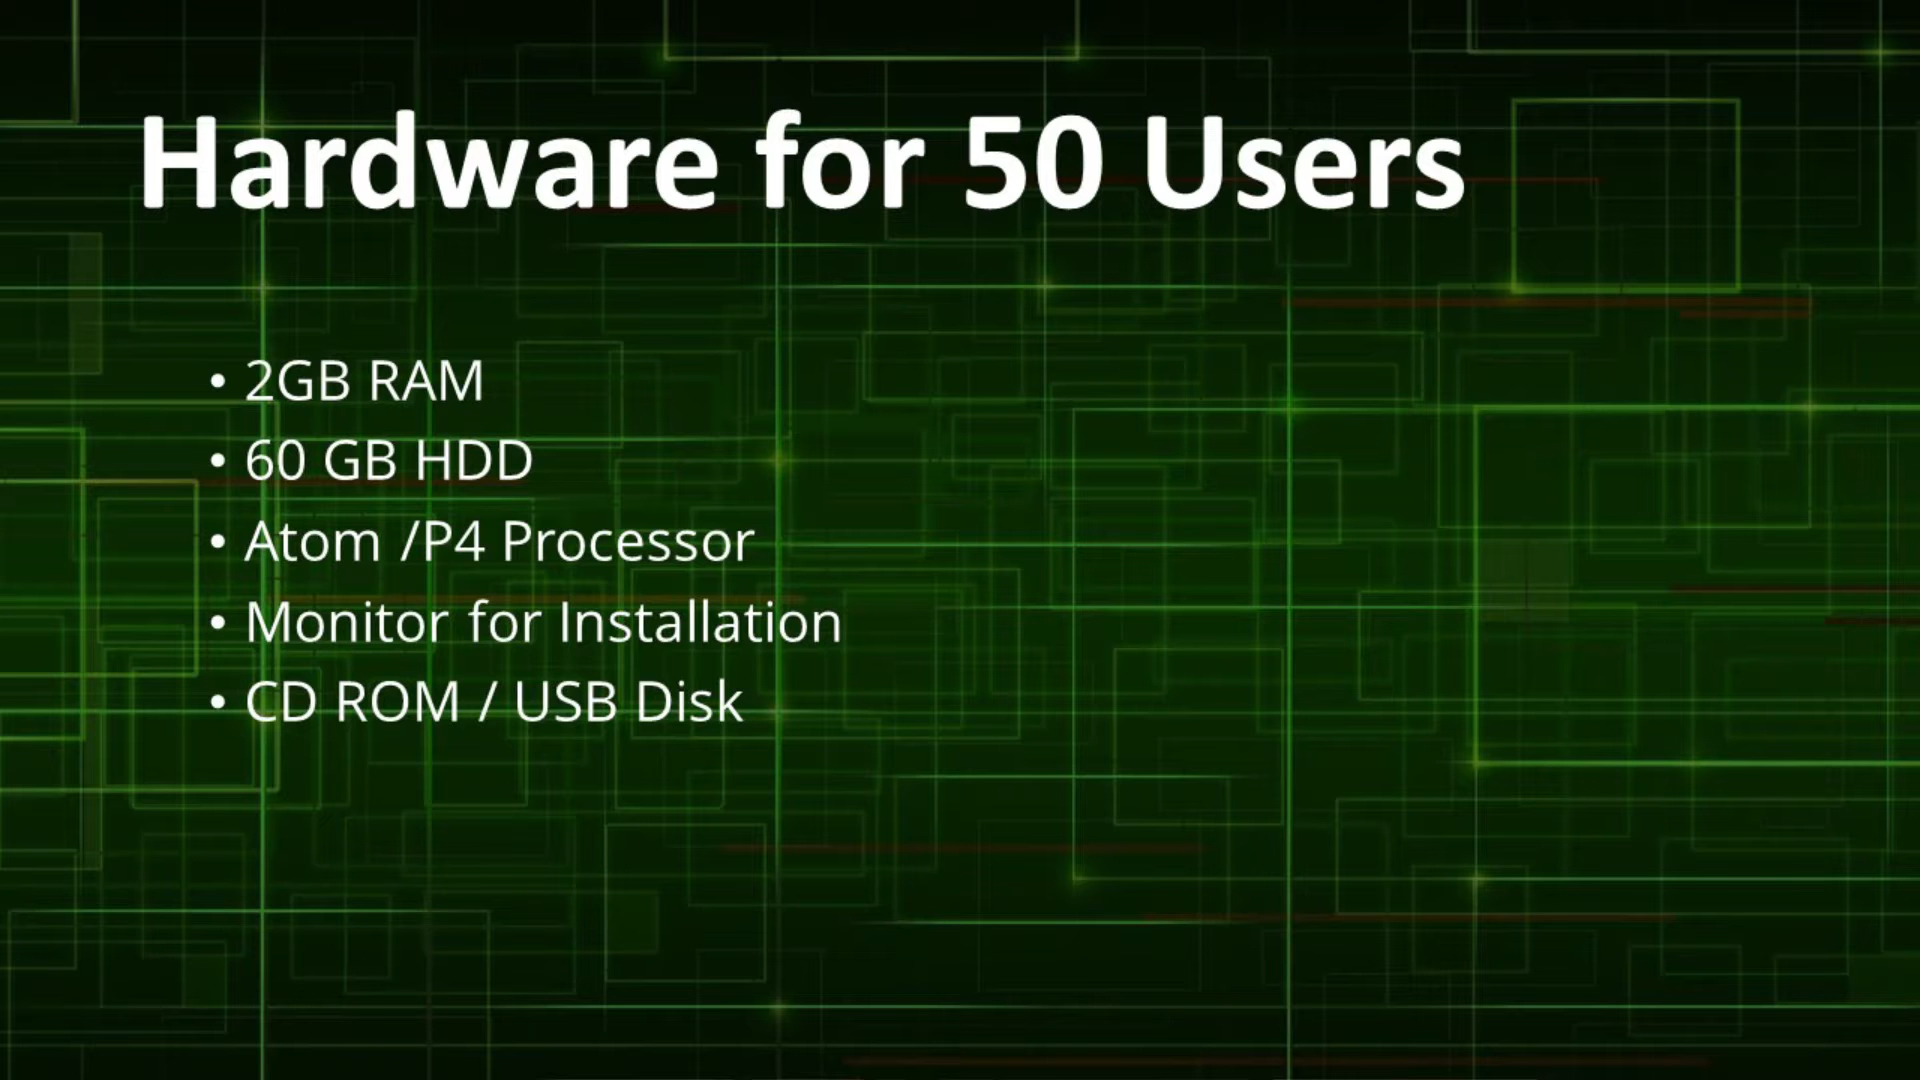 Hardware for 50 Users
• 2GB RAM
• 60 GB HDD
• Atom /P4 Processor
• Monitor for Installation
• CD ROM / USB Disk